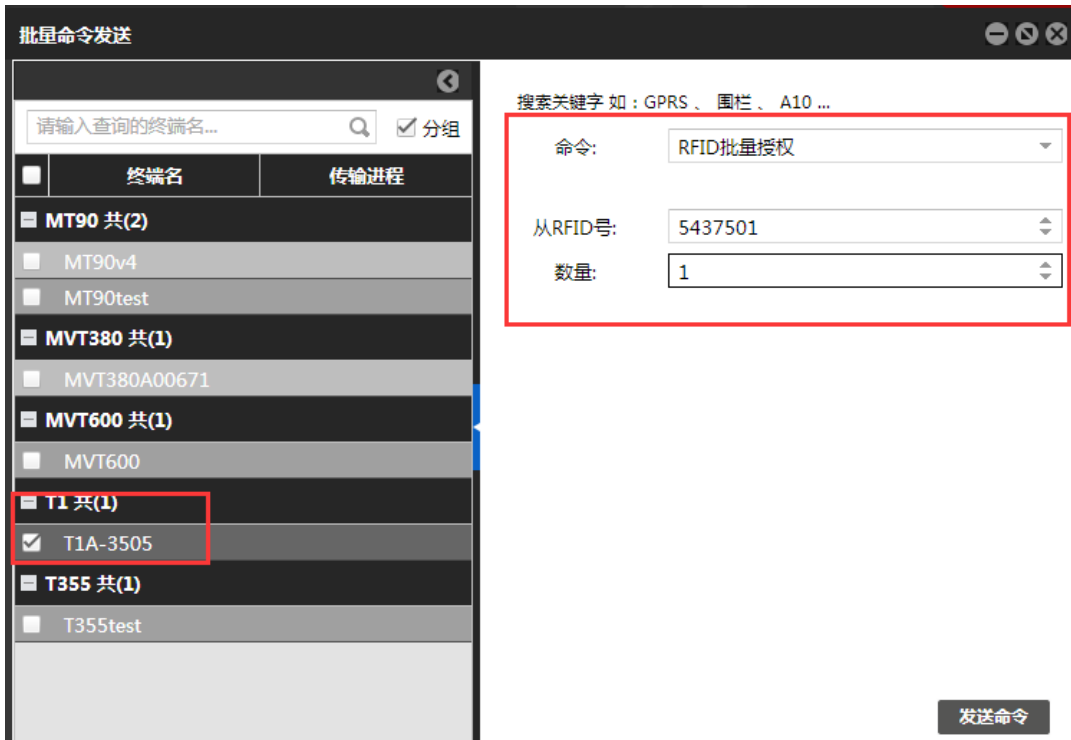 批量命令发送
请输入查询的终端名...
分组
终端名
传输进程
MT90 共(2)
MT90v4
MT90test
MVT380 共(1)
MVT380A00671
MVT600 共(1)
MVT600
T1 共(1)
T1A-3505
T355 共(1)
T355test
搜素关键字 如：GPRS 、 围栏 、 A10 ...
命令:
RFID批量授权
从RFID号:
5437501
数量:
1
发送命令